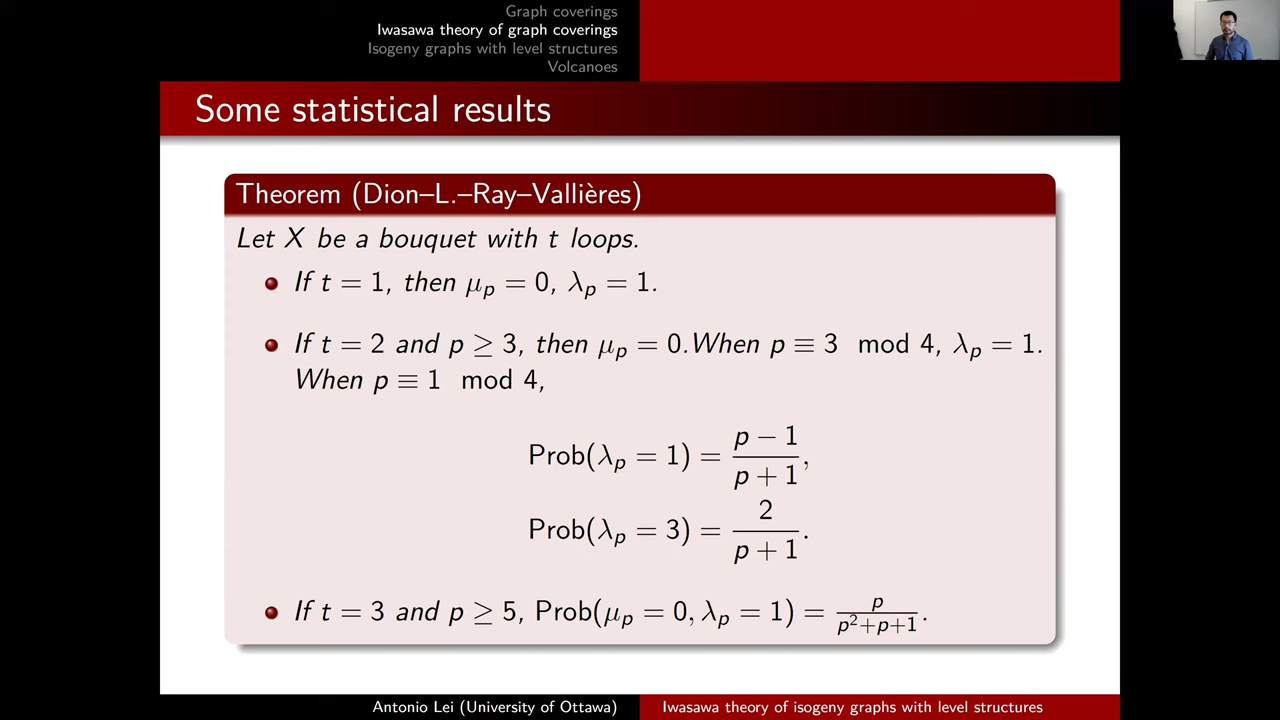 Graph coverings
Iwasawa theory of graph coverings
Isogeny graphs with level structures
Volcanoes
Some statistical results
Theorem (Dion–L.–Ray–Vallières)
Let X be a bouquet with t loops.
If t = 1, then μ_p = 0, λ_p = 1.
If t = 2 and p ≥ 3, then μ_p = 0.When p ≡ 3 mod 4, λ_p = 1.
When p ≡ 1 mod 4,
Prob(λ_p = 1) = (p − 1)/(p + 1),
Prob(λ_p = 3) = 2/(p + 1).
If t = 3 and p ≥ 5, Prob(μ_p = 0, λ_p = 1) = p/(p²+p+1).
Antonio Lei (University of Ottawa)
Iwasawa theory of isogeny graphs with level structures